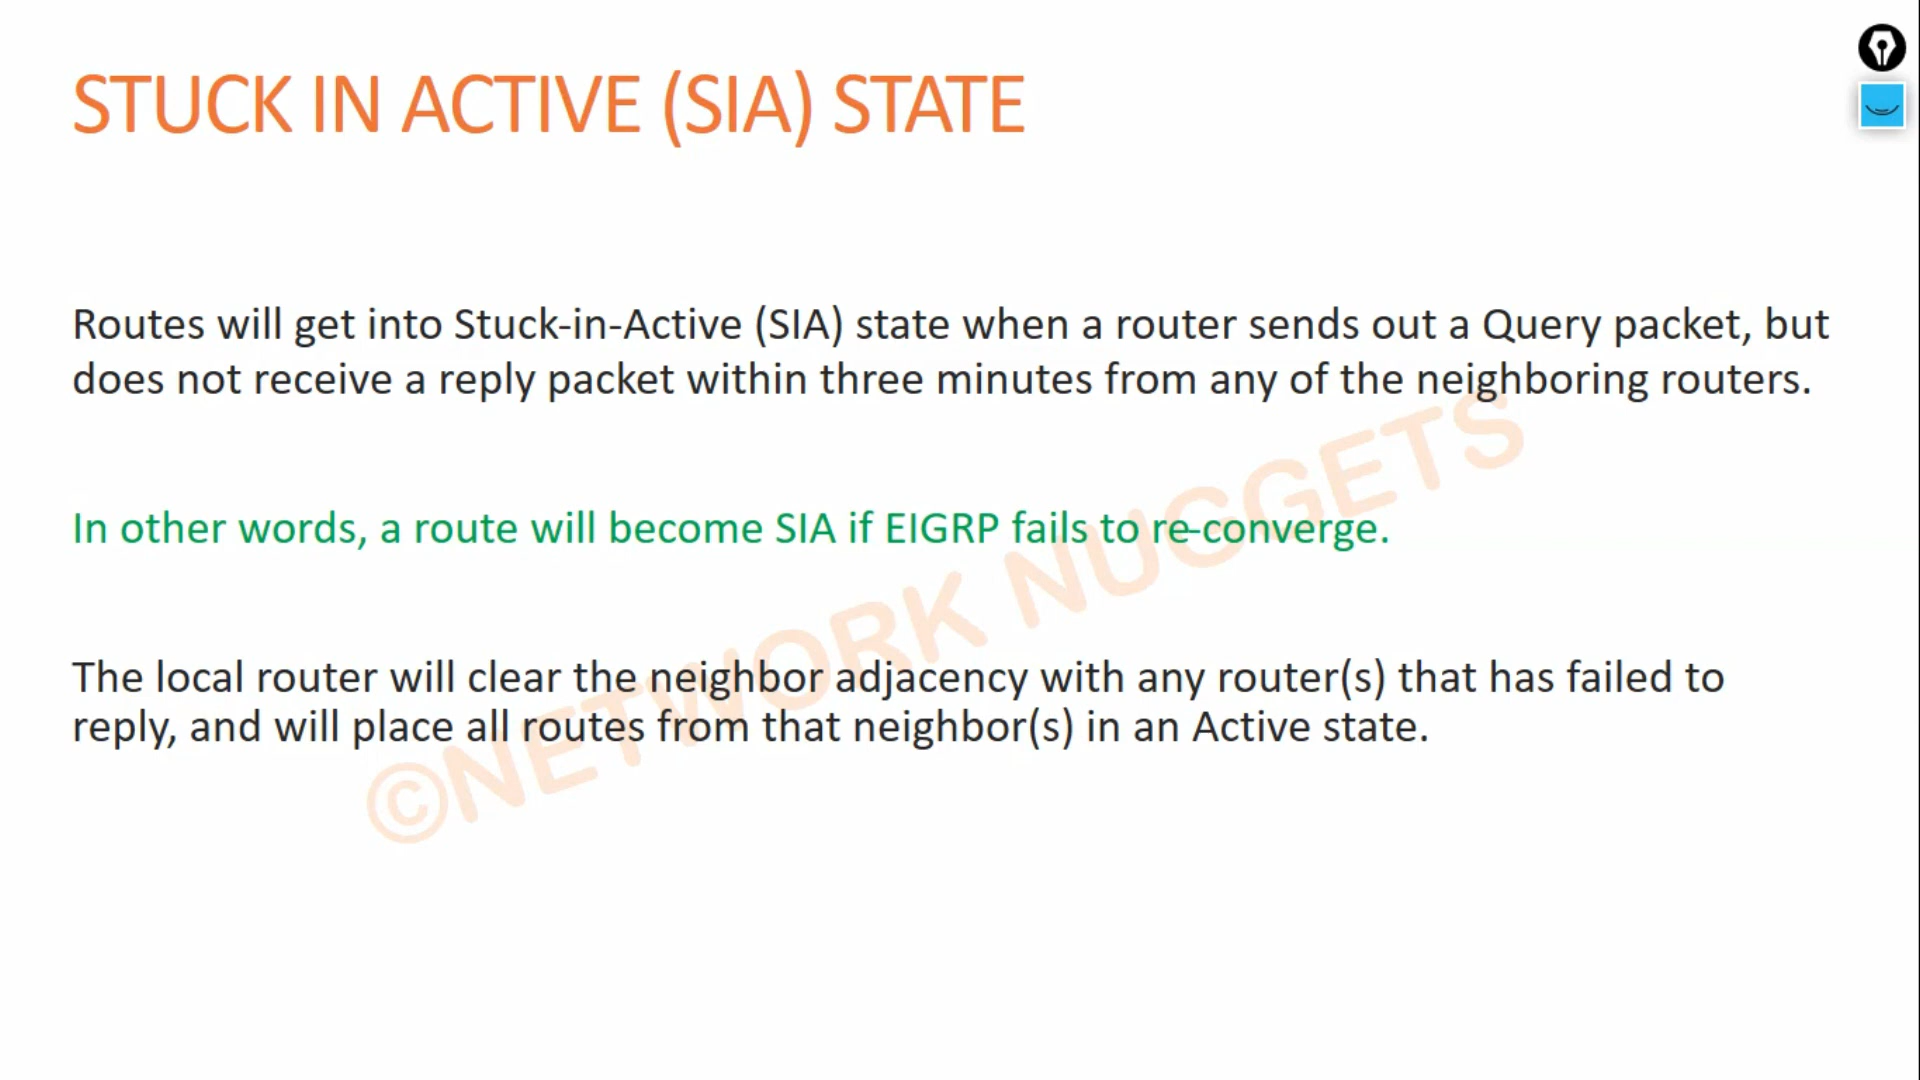 STUCK IN ACTIVE (SIA) STATE
Routes will get into Stuck-in-Active (SIA) state when a router sends out a Query packet, but
does not receive a reply packet within three minutes from any of the neighboring routers.
In other words, a route will become SIA if EIGRP fails to re-converge.
The local router will clear the neighbor adjacency with any router(s) that has failed to
reply, and will place all routes from that neighbor(s) in an Active state.
©NETWORK NUGGETS